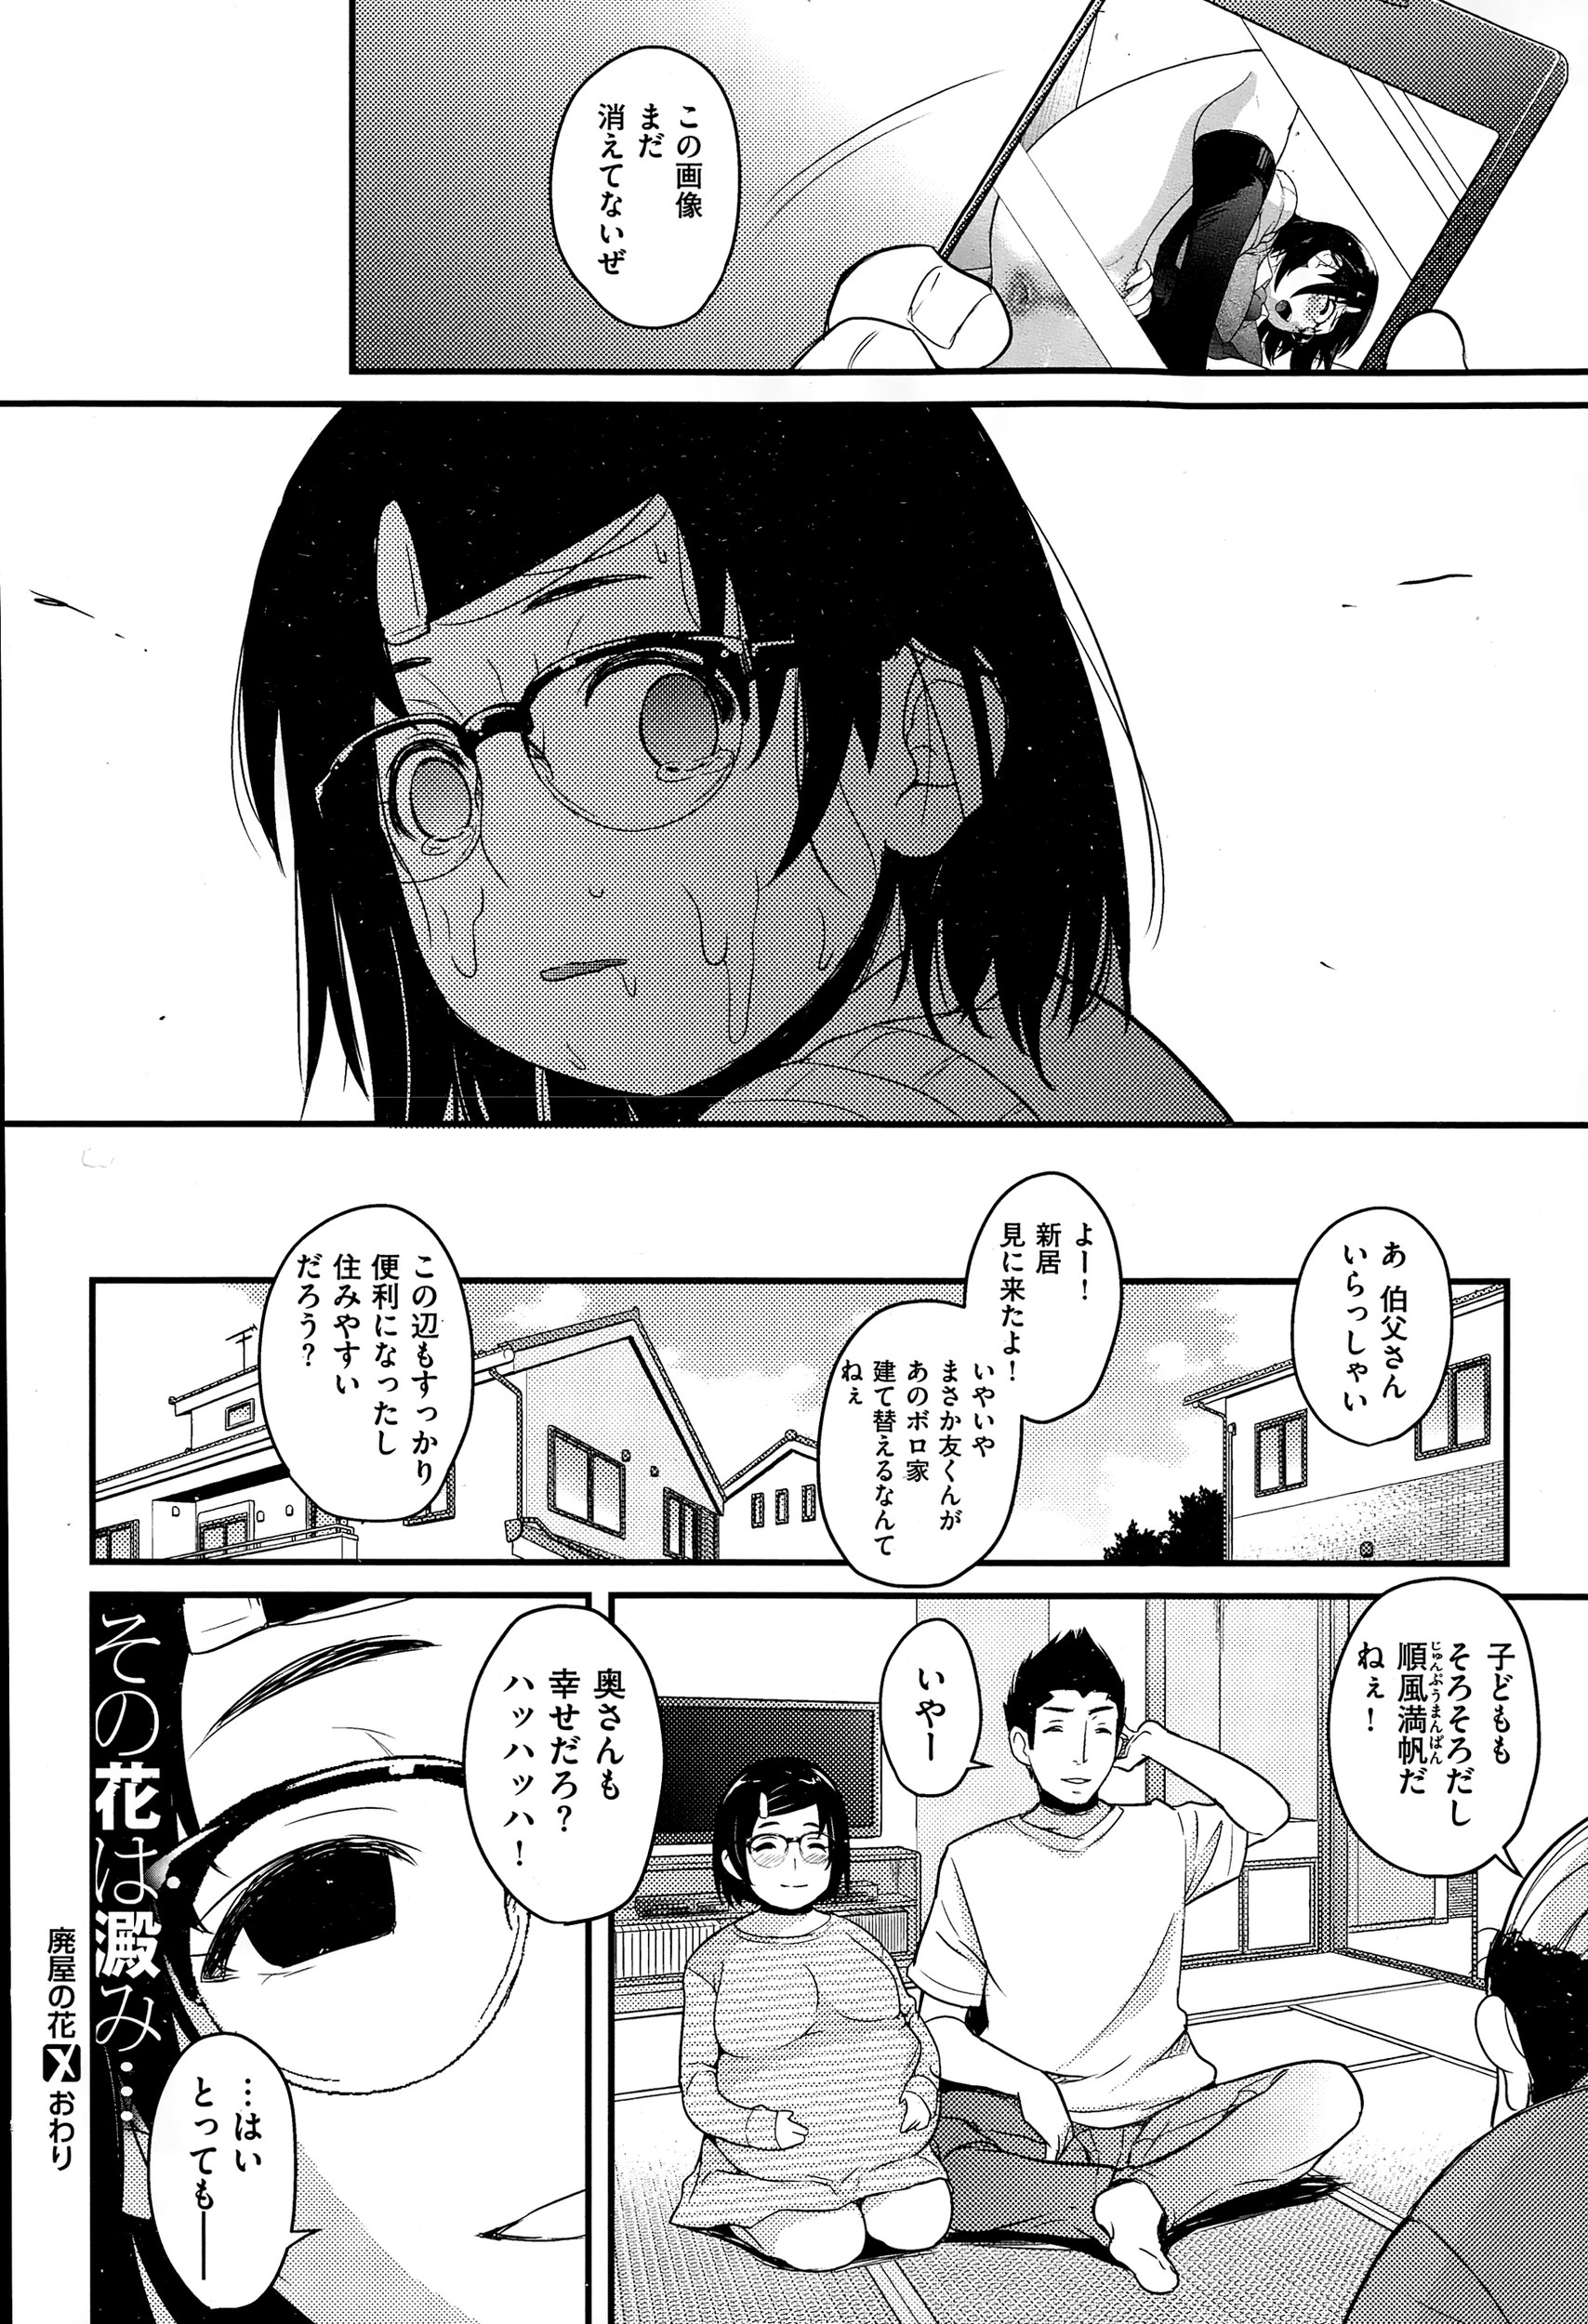 この画像
まだ
消えてないぜ
あ 伯父さん
いらっしゃい
よー！
新居
見に来たよ！
いやいや
まさか友くんが
あのボロ家
建て替えるなんて
ねぇ
この辺もすっかり
便利になったし
住みやすい
だろう？
子どもも
そろそろだし
順風満帆だ
じゅんぷうまんぱん
ねぇ！
いやー
奥さんも
幸せだろ？
ハッハッハ！
…はい
とっても――
その花は澱み…
廃屋の花 X おわり